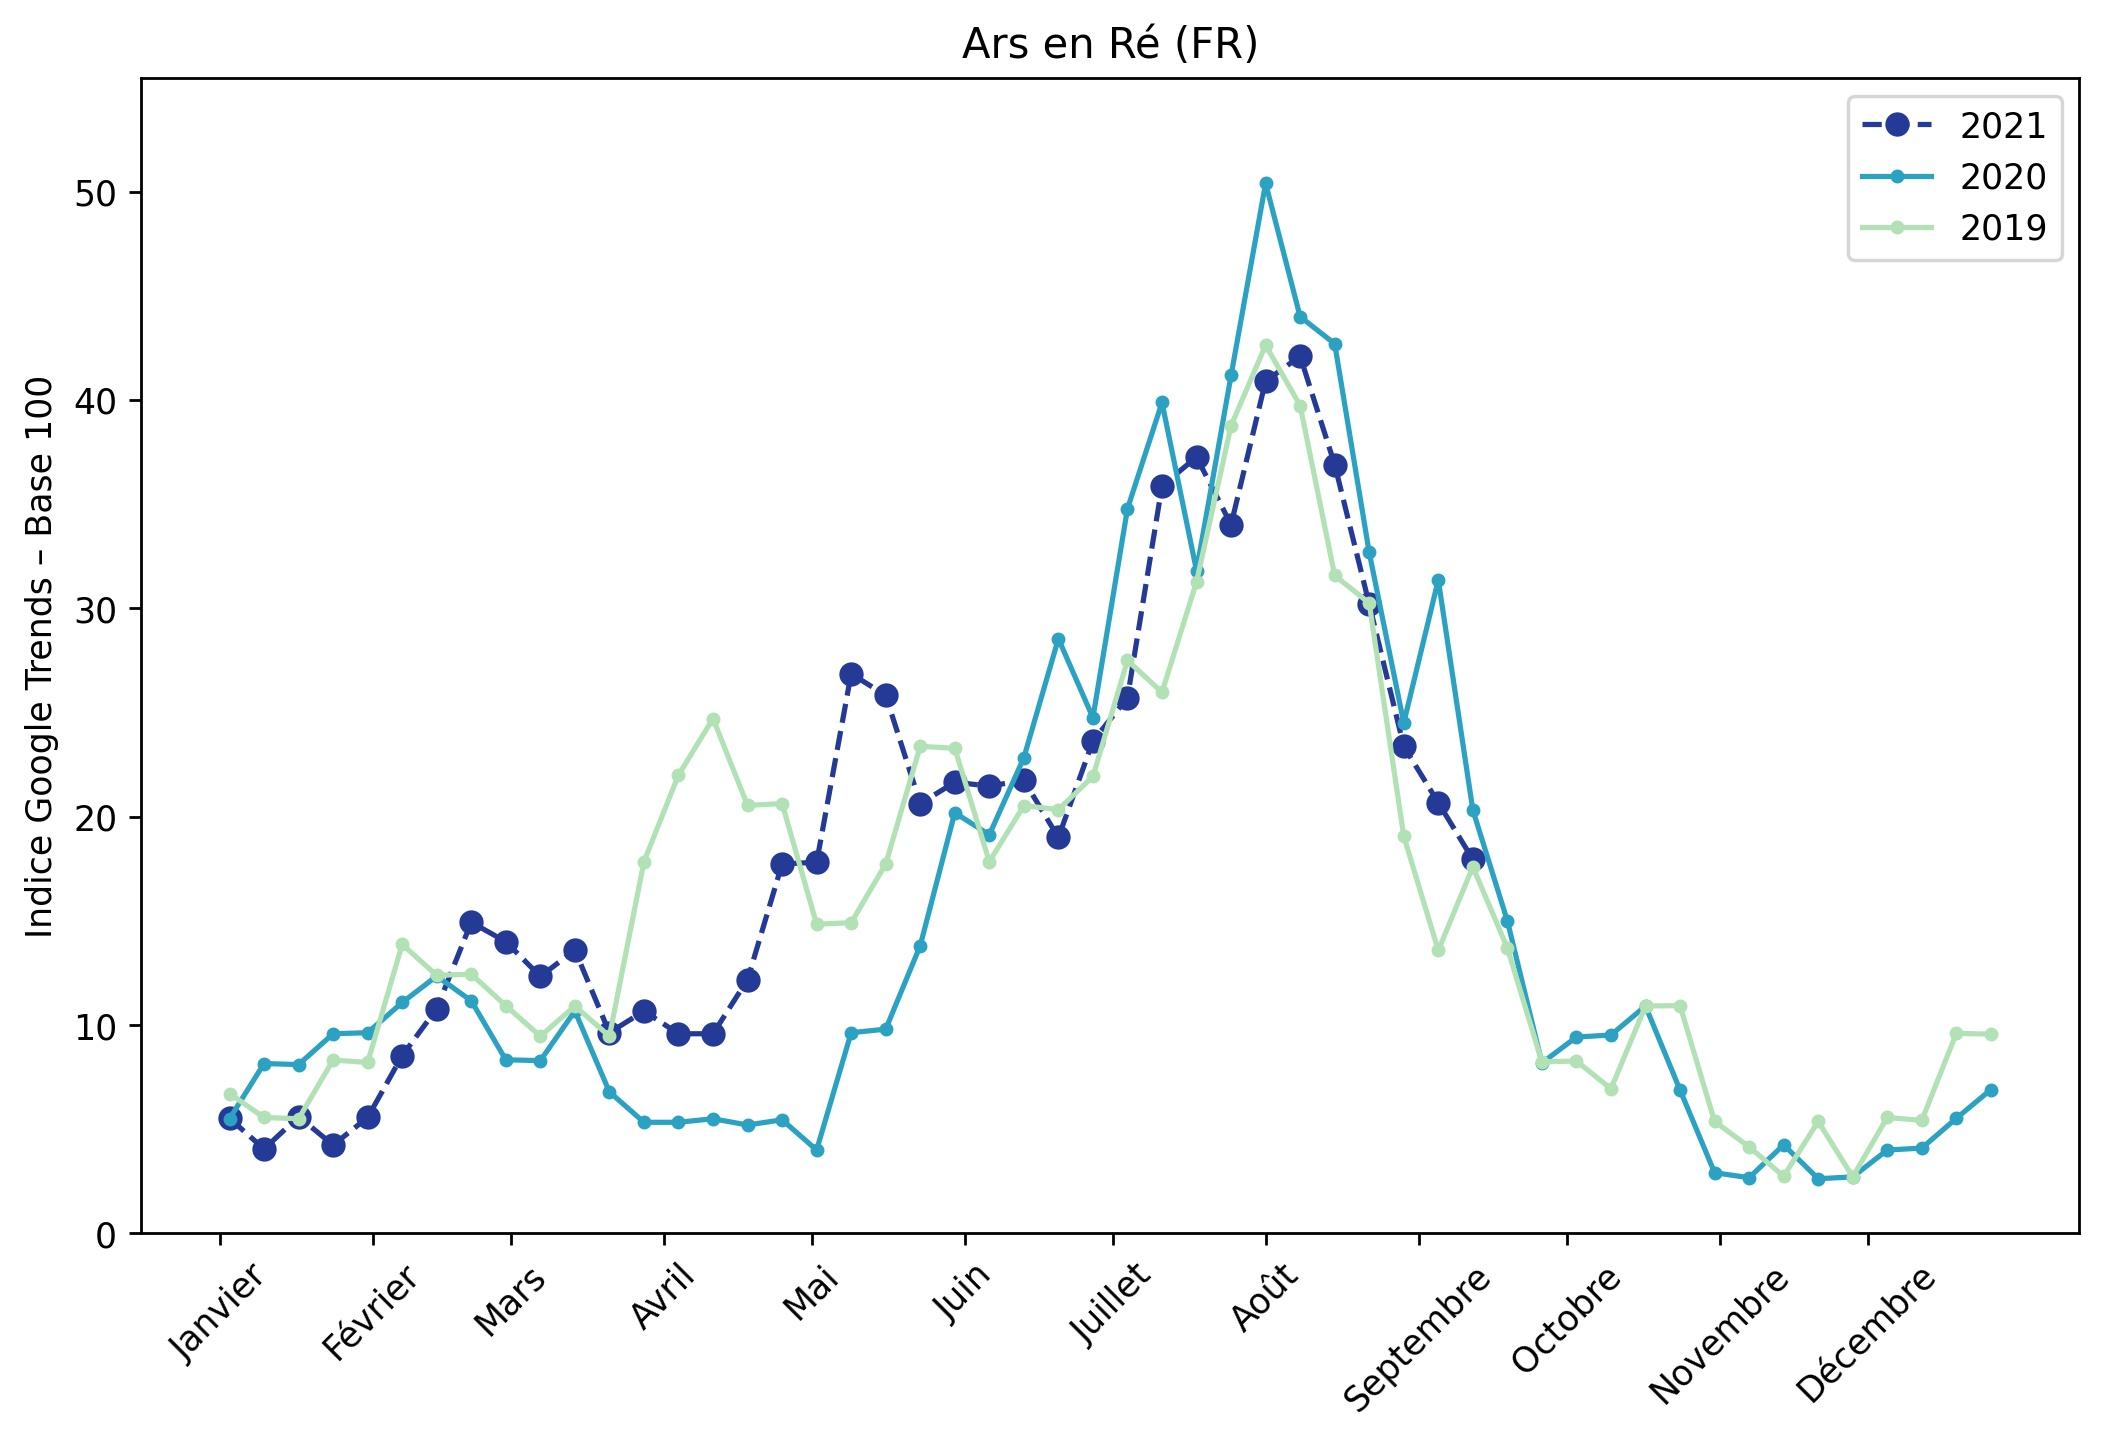 Ars en Ré (FR)
2021
2020
2019
Indice Google Trends – Base 100
50
40
30
20
10
0
Janvier
Février
Mars
Avril
Mai
Juin
Juillet
Août
Septembre
Octobre
Novembre
Décembre